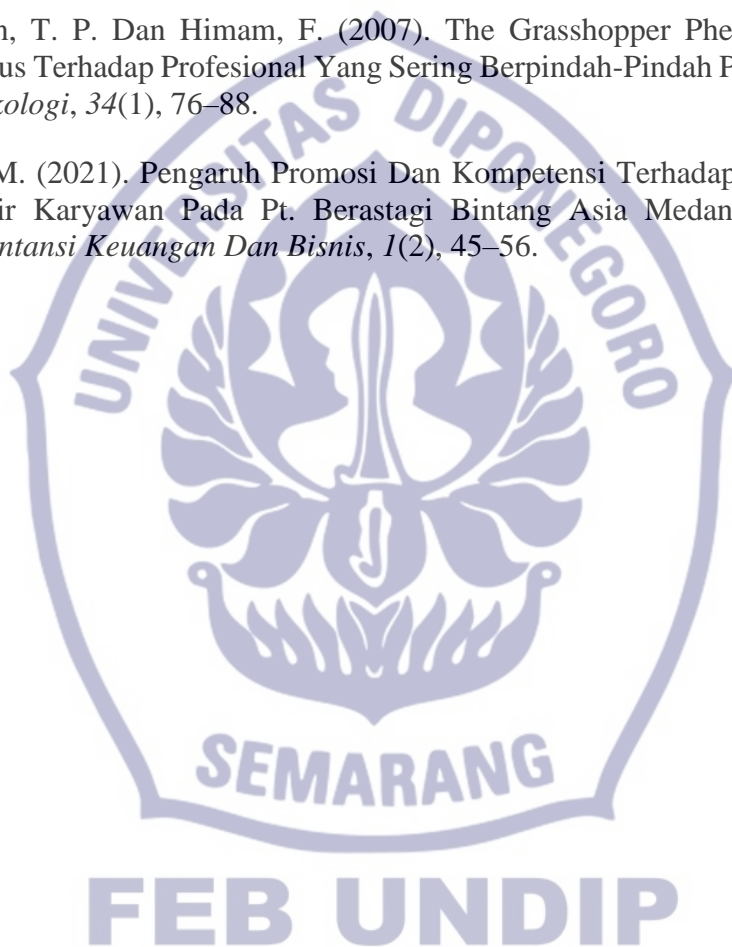 n, T. P. Dan Himam, F. (2007). The Grasshopper Phe
us Terhadap Profesional Yang Sering Berpindah-Pindah P
kologi, 34(1), 76–88.
M. (2021). Pengaruh Promosi Dan Kompetensi Terhadap
ir Karyawan Pada Pt. Berastagi Bintang Asia Medan
ntansi Keuangan Dan Bisnis, 1(2), 45–56.
UNIVERSITAS DIPONEGORO
SEMARANG
FEB UNDIP